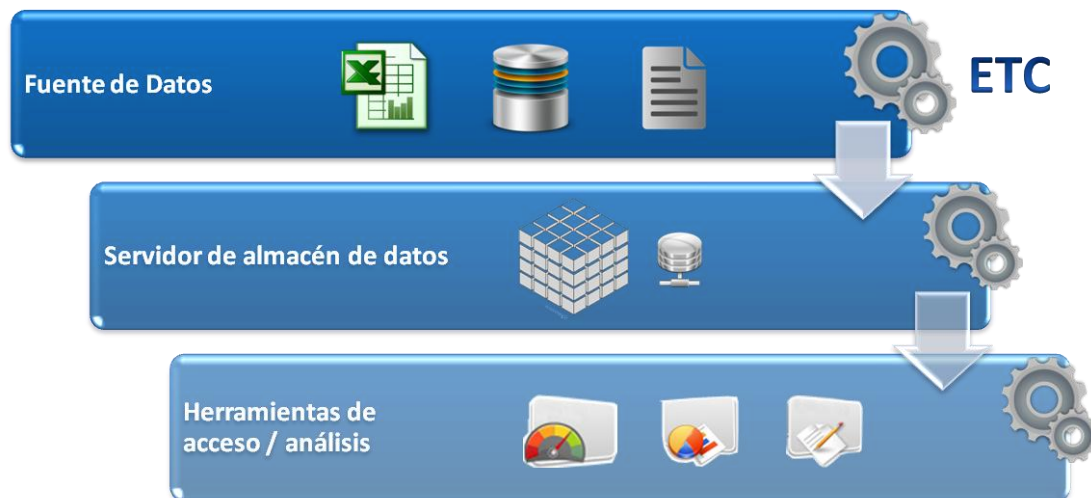 Fuente de Datos
ETC
Servidor de almacén de datos
Herramientas de
acceso / análisis